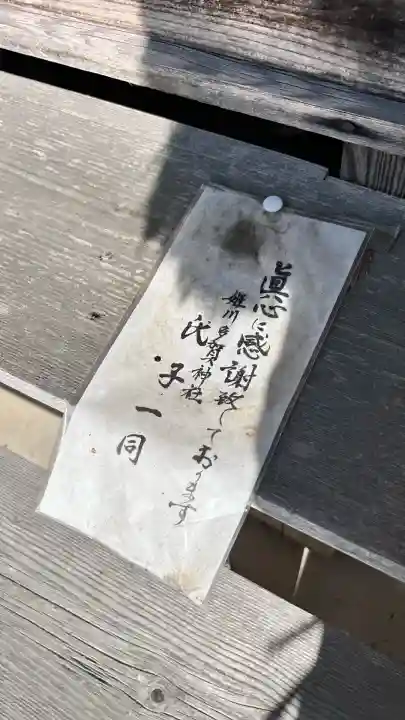 眞心に感謝致しております
姫川多賀神社
氏子一同